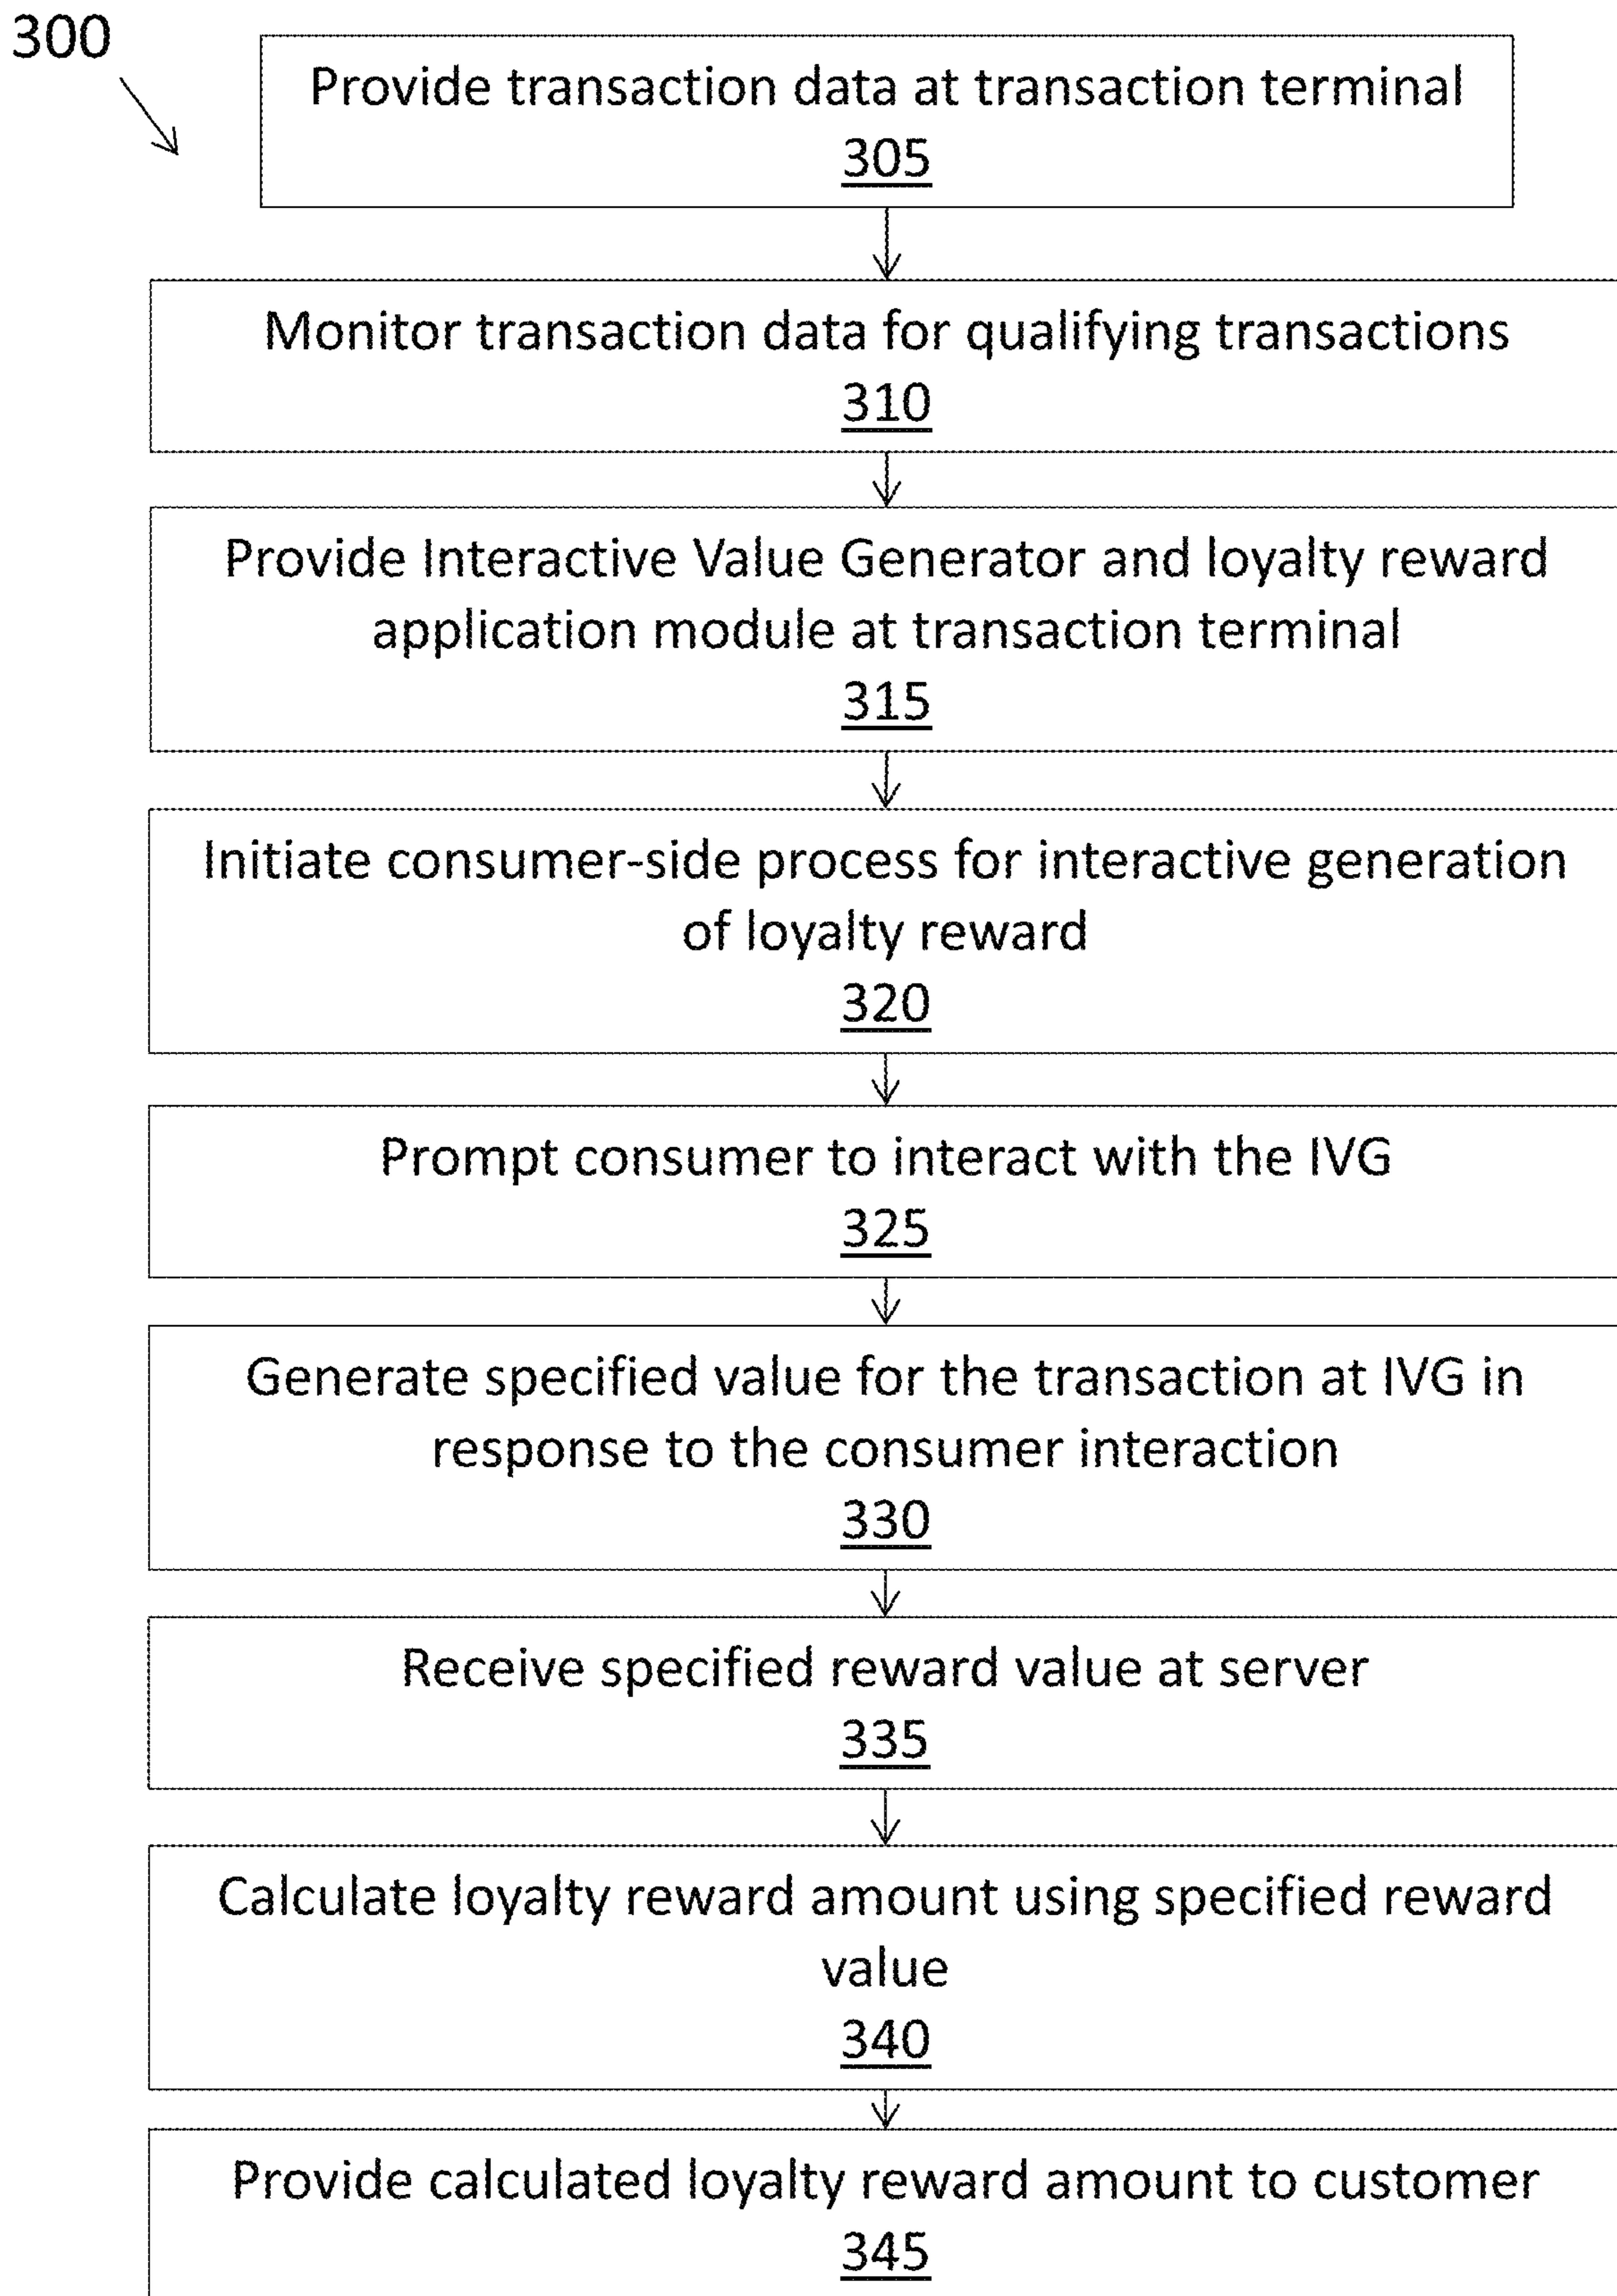 300
Provide transaction data at transaction terminal
305
Monitor transaction data for qualifying transactions
310
Provide Interactive Value Generator and loyalty reward
application module at transaction terminal
315
Initiate consumer-side process for interactive generation
of loyalty reward
320
Prompt consumer to interact with the IVG
325
Generate specified value for the transaction at IVG in
response to the consumer interaction
330
Receive specified reward value at server
335
Calculate loyalty reward amount using specified reward
value
340
Provide calculated loyalty reward amount to customer
345